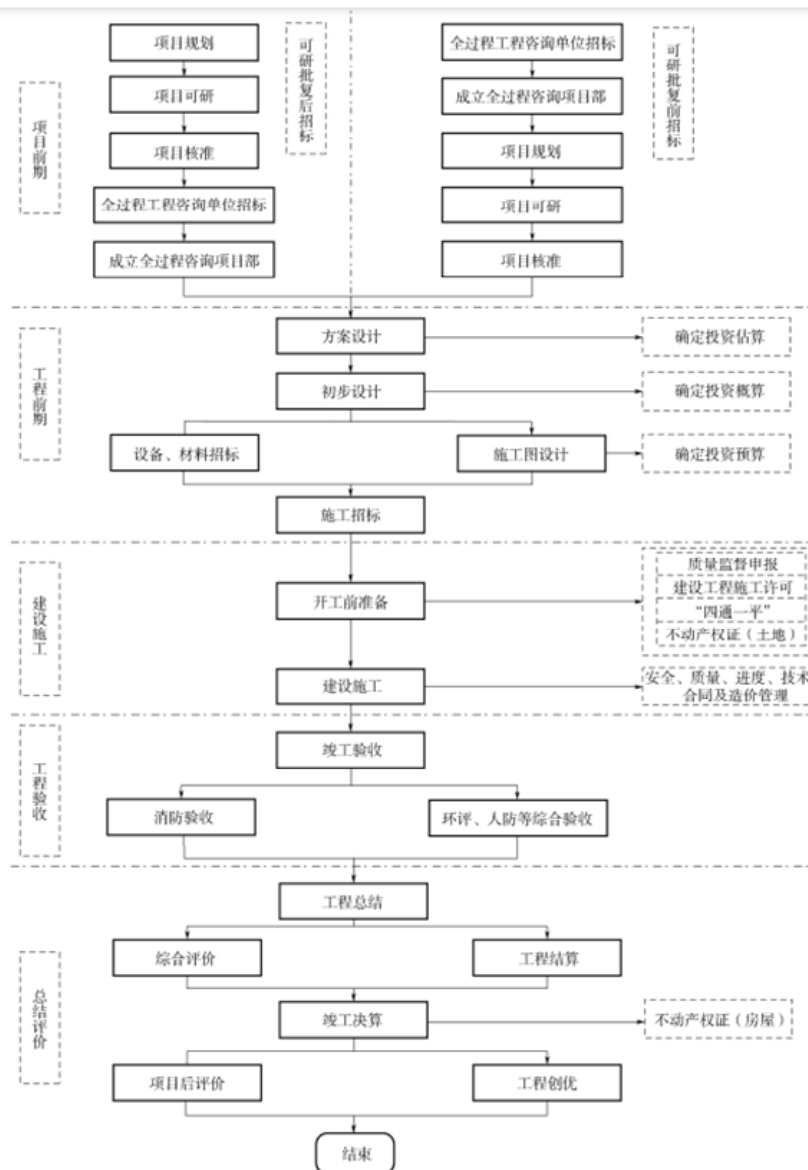 项目前期
可研批复后招标
项目规划
项目可研
项目核准
全过程工程咨询单位招标
成立全过程咨询项目部
可研批复前招标
全过程工程咨询单位招标
成立全过程咨询项目部
项目规划
项目可研
项目核准
工程前期
方案设计
确定投资估算
初步设计
确定投资概算
设备、材料招标
施工图设计
确定投资预算
施工招标
建设施工
开工前准备
质量监督申报
建设工程施工许可
“四通一平”
不动产权证（土地）
建设施工
安全、质量、进度、技术
合同及造价管理
工程验收
竣工验收
消防验收
环评、人防等综合验收
总结评价
工程总结
综合评价
工程结算
竣工决算
不动产权证（房屋）
项目后评价
工程创优
结束